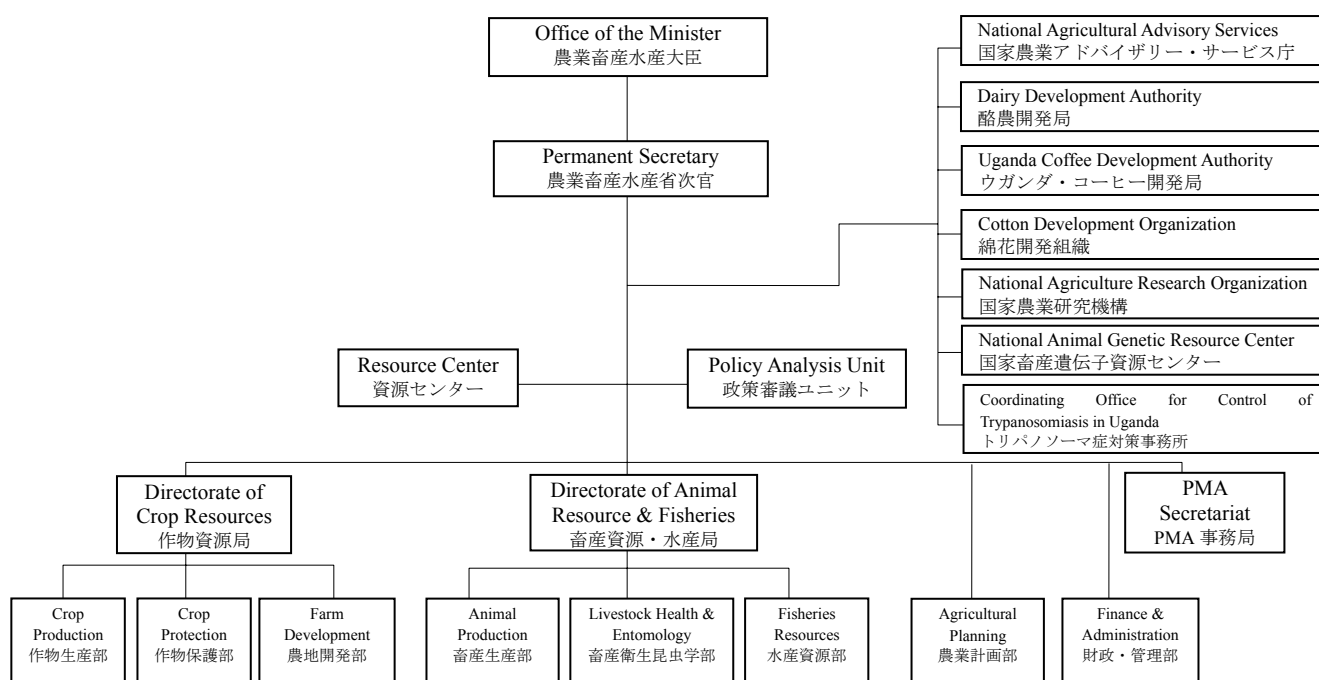 Office of the Minister
農業畜産水産大臣
Permanent Secretary
農業畜産水産省次官
National Agricultural Advisory Services
国家農業アドバイザリー・サービス庁
Dairy Development Authority
酪農開発局
Uganda Coffee Development Authority
ウガンダ・コーヒー開発局
Cotton Development Organization
綿花開発組織
National Agriculture Research Organization
国家農業研究機構
National Animal Genetic Resource Center
国家畜産遺伝子資源センター
Coordinating Office for Control of
Trypanosomiasis in Uganda
トリパノソーマ症対策事務所
Resource Center
資源センター
Policy Analysis Unit
政策審議ユニット
Directorate of
Crop Resources
作物資源局
Directorate of Animal
Resource & Fisheries
畜産資源・水産局
PMA
Secretariat
PMA 事務局
Crop
Production
作物生産部
Crop
Protection
作物保護部
Farm
Development
農地開発部
Animal
Production
畜産生産部
Livestock Health &
Entomology
畜産衛生昆虫学部
Fisheries
Resources
水産資源部
Agricultural
Planning
農業計画部
Finance &
Administration
財政・管理部